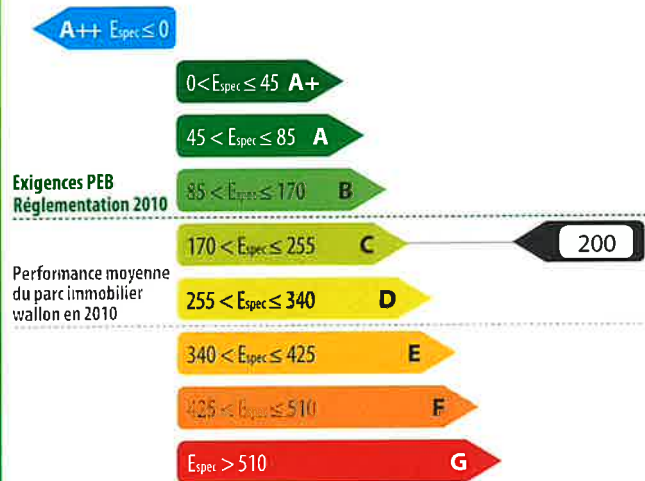 A++ Espec ≤ 0
0 < Espec ≤ 45 A+
45 < Espec ≤ 85 A
Exigences PEB
Réglementation 2010
85 < Espec ≤ 170 B
170 < Espec ≤ 255 C
200
Performance moyenne
du parc immobilier
wallon en 2010
255 < Espec ≤ 340 D
340 < Espec ≤ 425 E
425 < Espec ≤ 510 F
Espec > 510 G